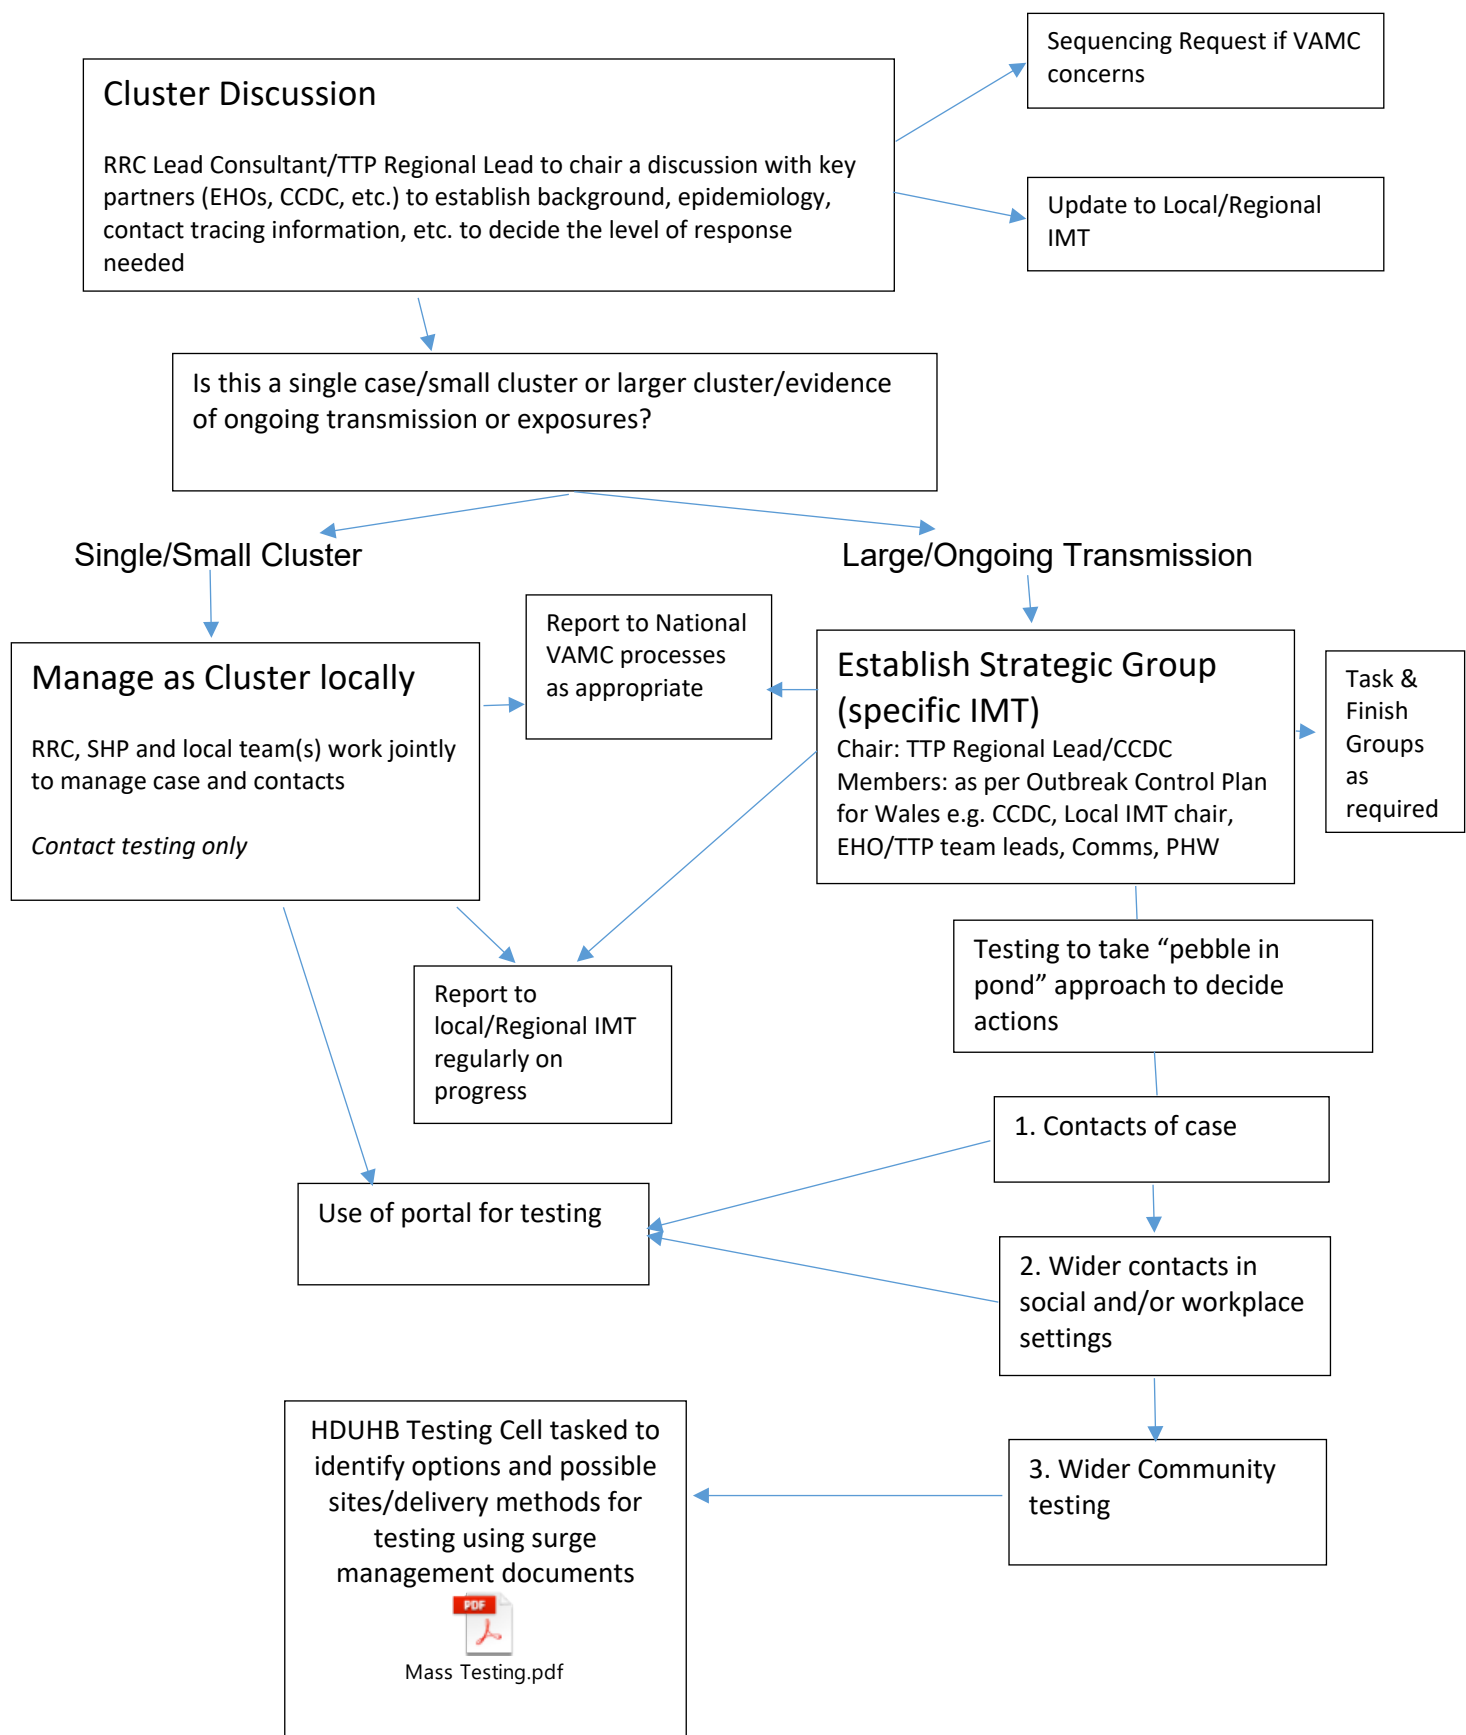 Sequencing Request if VAMC
concerns
Cluster Discussion
RRC Lead Consultant/TTP Regional Lead to chair a discussion with key
partners (EHOs, CCDC, etc.) to establish background, epidemiology,
contact tracing information, etc. to decide the level of response
needed
Update to Local/Regional
IMT
Is this a single case/small cluster or larger cluster/evidence
of ongoing transmission or exposures?
Single/Small Cluster
Large/Ongoing Transmission
Manage as Cluster locally
RRC, SHP and local team(s) work jointly
to manage case and contacts
Contact testing only
Report to National
VAMC processes
as appropriate
Establish Strategic Group
(specific IMT)
Chair: TTP Regional Lead/CCDC
Members: as per Outbreak Control Plan
for Wales e.g. CCDC, Local IMT chair,
EHO/TTP team leads, Comms, PHW
Task &
Finish
Groups
as
required
Testing to take “pebble in
pond” approach to decide
actions
Report to
local/Regional IMT
regularly on
progress
1. Contacts of case
Use of portal for testing
2. Wider contacts in
social and/or workplace
settings
HDUHB Testing Cell tasked to
identify options and possible
sites/delivery methods for
testing using surge
management documents
PDF
Mass Testing.pdf
3. Wider Community
testing